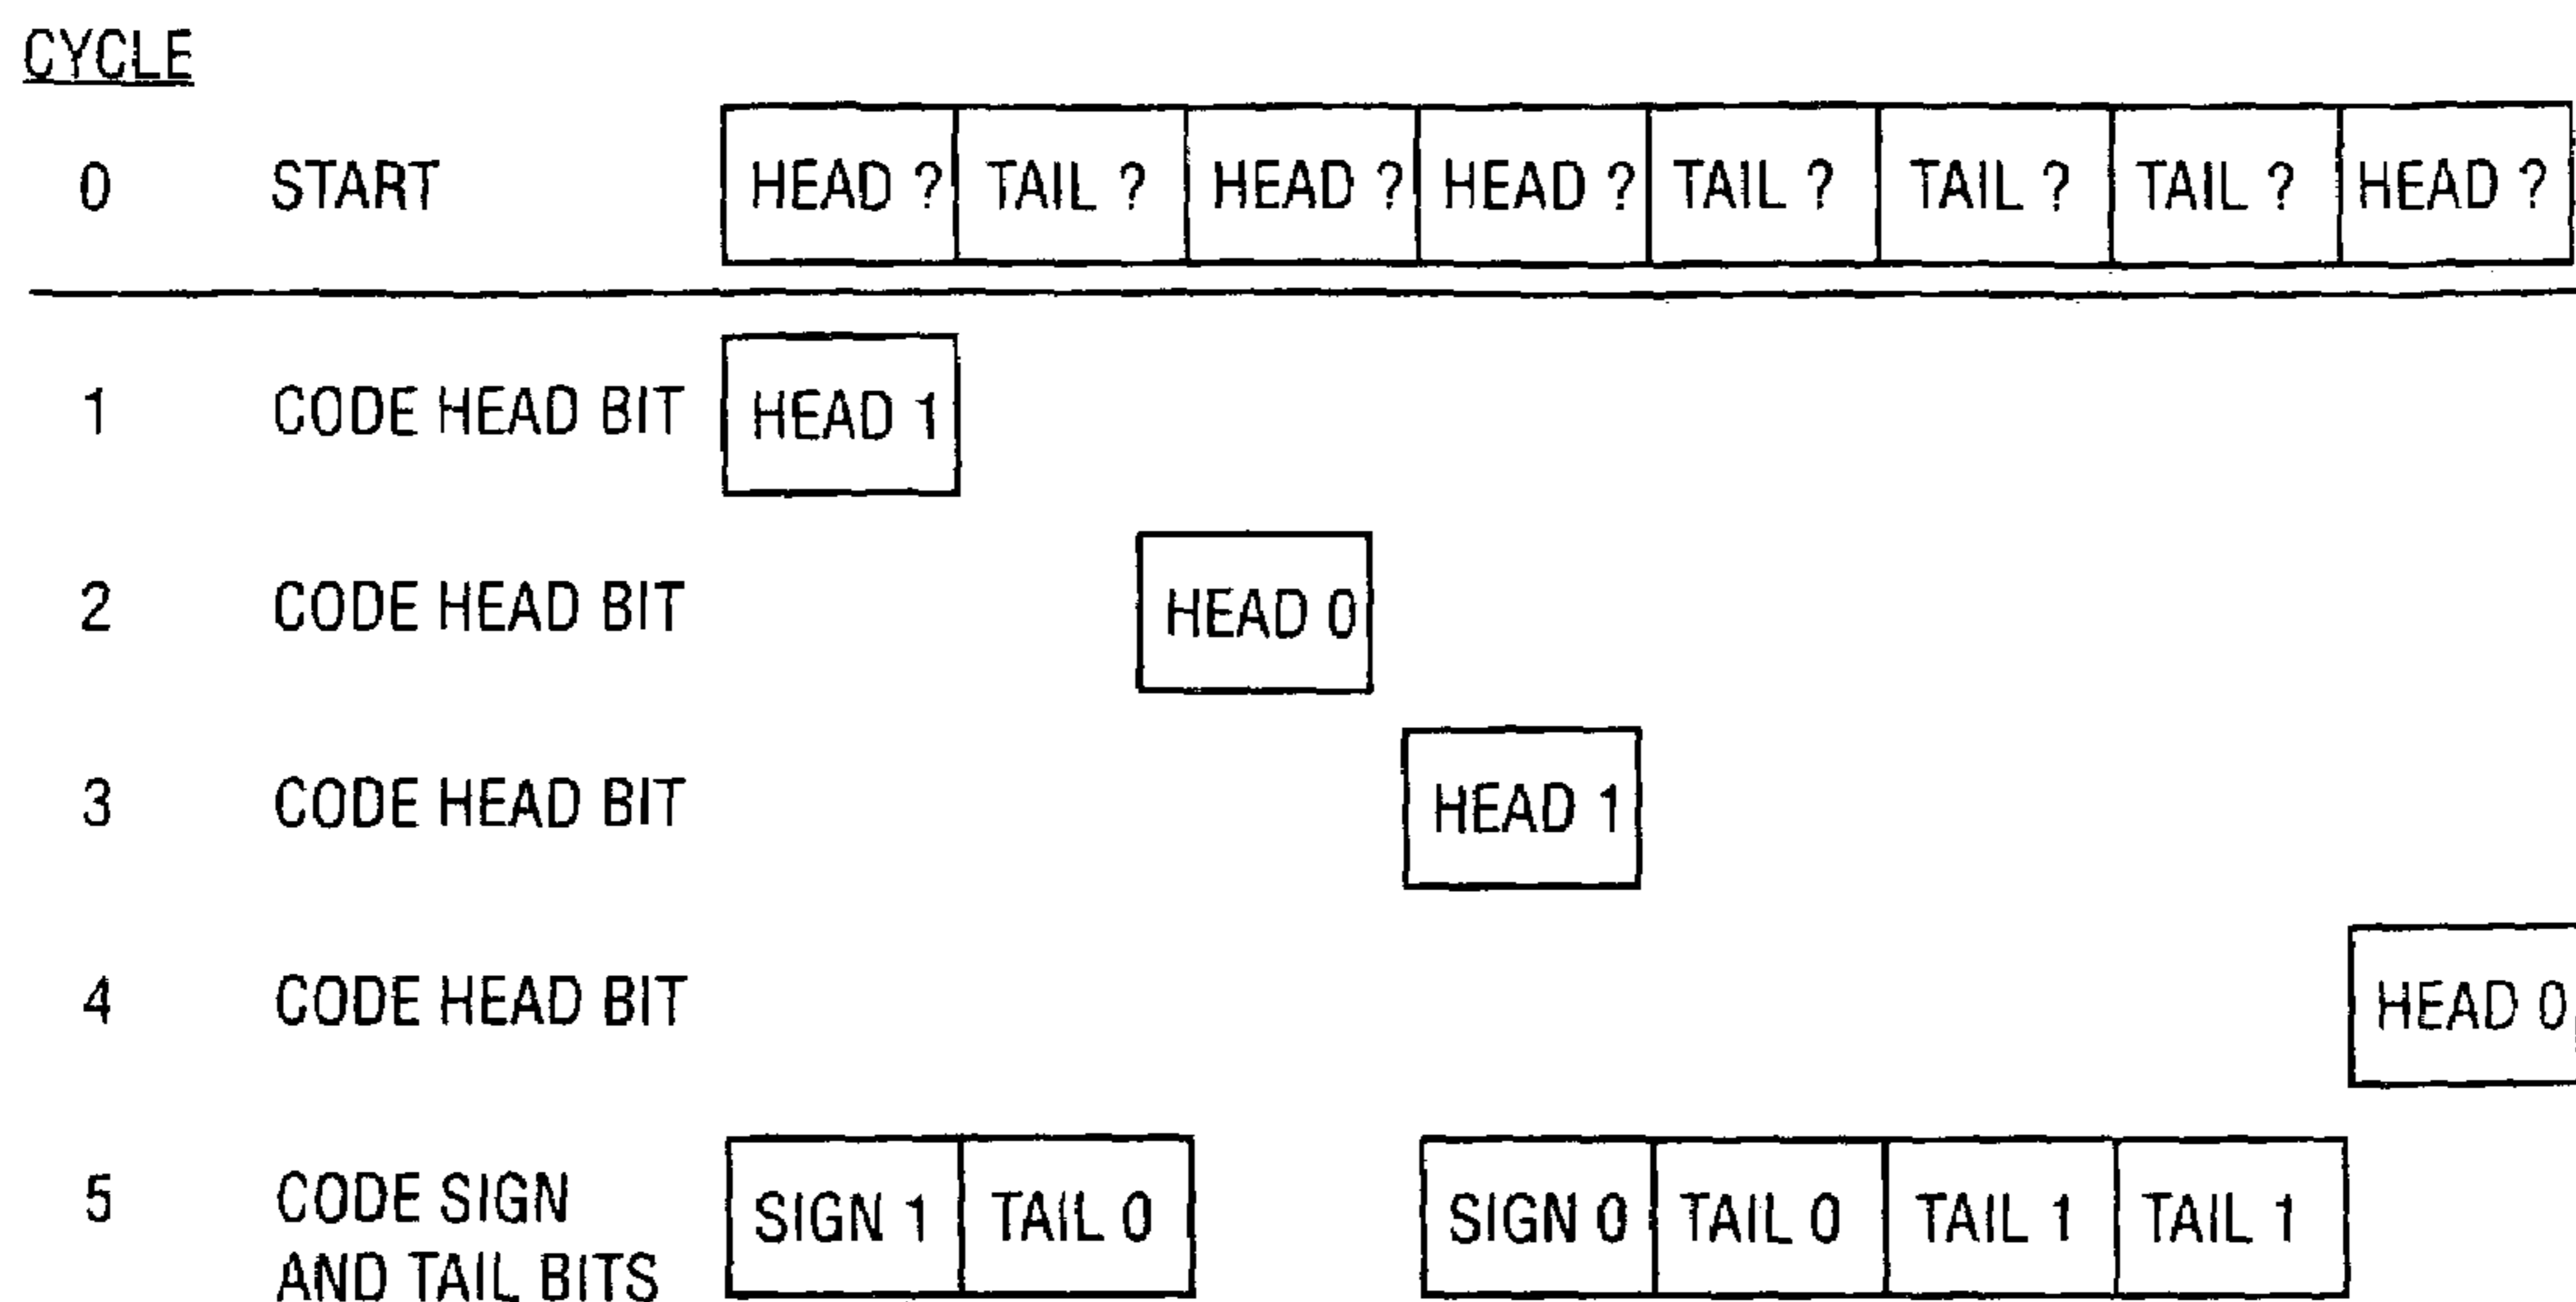 CYCLE
0 START HEAD ? TAIL ? HEAD ? HEAD ? TAIL ? TAIL ? TAIL ? HEAD ?
1 CODE HEAD BIT HEAD 1
2 CODE HEAD BIT HEAD 0
3 CODE HEAD BIT HEAD 1
4 CODE HEAD BIT HEAD 0
5 CODE SIGN SIGN 1 TAIL 0 SIGN 0 TAIL 0 TAIL 1 TAIL 1
AND TAIL BITS